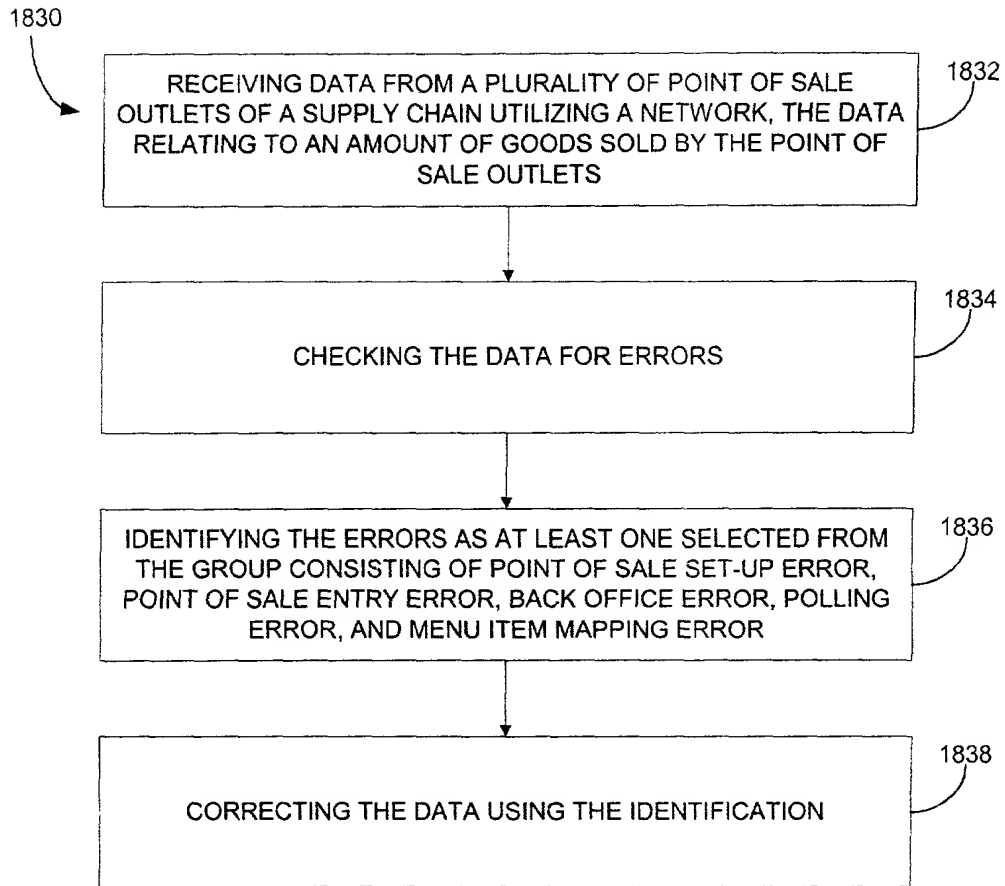 1830
RECEIVING DATA FROM A PLURALITY OF POINT OF SALE
OUTLETS OF A SUPPLY CHAIN UTILIZING A NETWORK, THE DATA
RELATING TO AN AMOUNT OF GOODS SOLD BY THE POINT OF
SALE OUTLETS
1832
CHECKING THE DATA FOR ERRORS
1834
IDENTIFYING THE ERRORS AS AT LEAST ONE SELECTED FROM
THE GROUP CONSISTING OF POINT OF SALE SET-UP ERROR,
POINT OF SALE ENTRY ERROR, BACK OFFICE ERROR, POLLING
ERROR, AND MENU ITEM MAPPING ERROR
1836
CORRECTING THE DATA USING THE IDENTIFICATION
1838